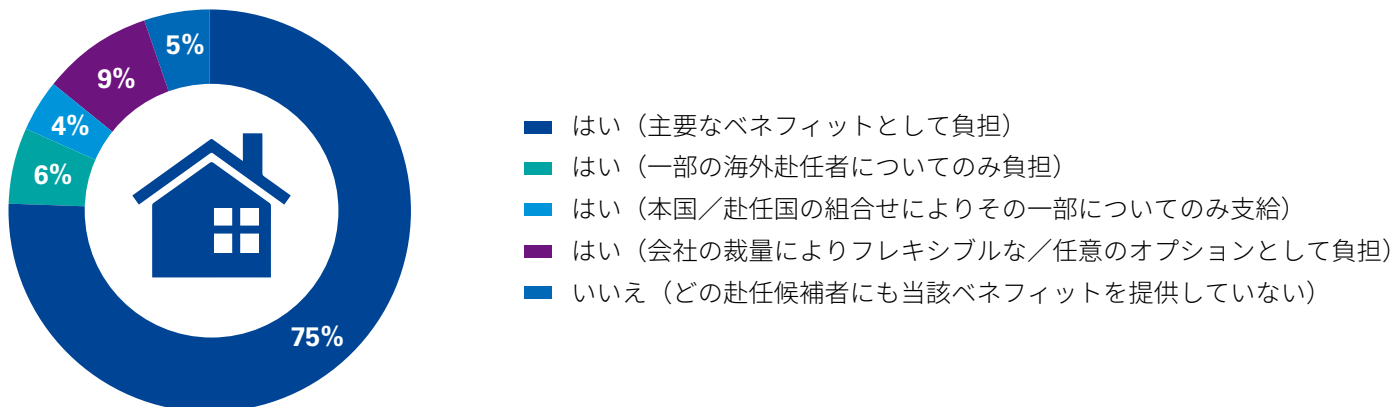 5%
9%
4%
6%
75%
はい（主要なベネフィットとして負担）
はい（一部の海外赴任者についてのみ負担）
はい（本国／赴任国の組合せによりその一部についてのみ支給）
はい（会社の裁量によりフレキシブルな／任意のオプションとして負担）
いいえ（どの赴任候補者にも当該ベネフィットを提供していない）